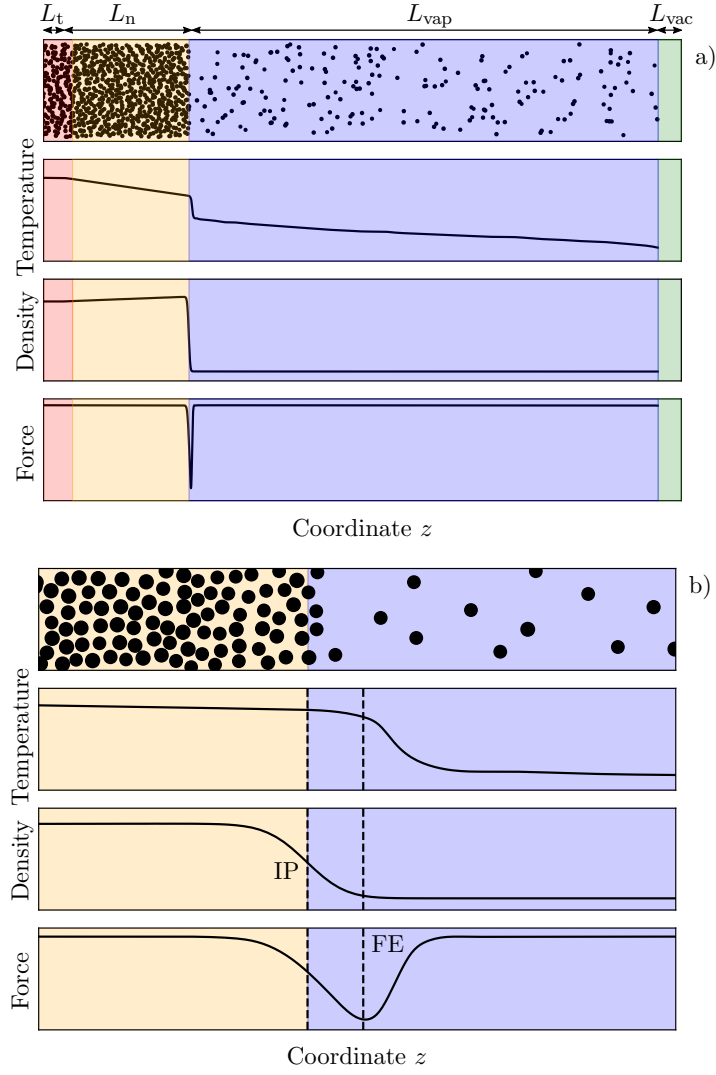 L_t L_n L_vap L_vac
a)
Temperature
Density
Force
Coordinate z
b)
Temperature
Density
IP
FE
Force
Coordinate z